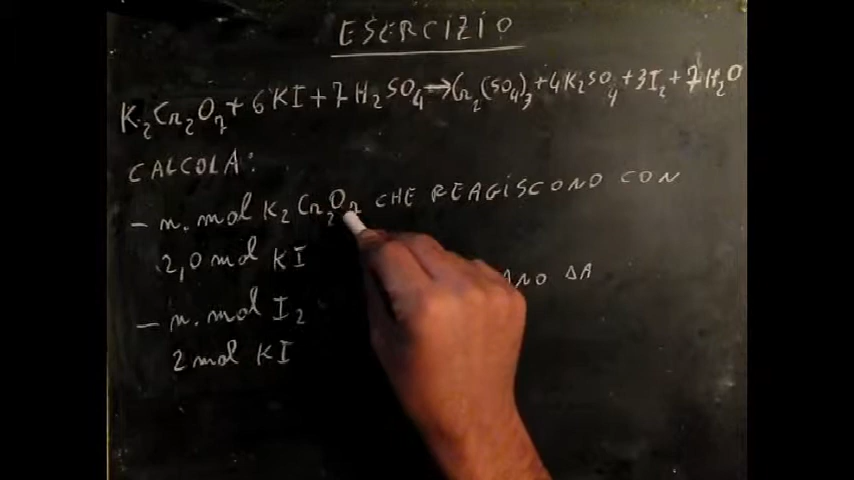 ESERCIZIO
K2Cr2O7 + 6KI + 7H2SO4 → Cr2(SO4)3 + 4K2SO4 + 3I2 + 7H2O
CALCOLA:
- n. mol K2Cr2O7 CHE REAGISCONO CON
2,0 mol KI
- n. mol I2 DA
2 mol KI